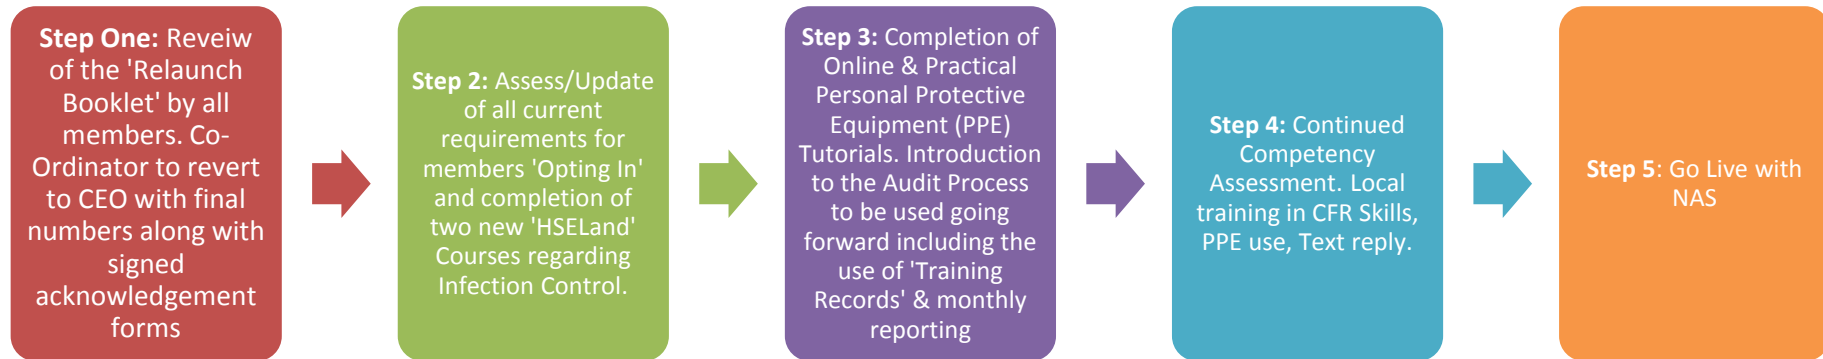 Step One: Reveiw
of the 'Relaunch
Booklet' by all
members. Co-
Ordinator to revert
to CEO with final
numbers along with
signed
acknowledgement
forms
Step 2: Assess/Update
of all current
requirements for
members 'Opting In'
and completion of
two new 'HSELand'
Courses regarding
Infection Control.
Step 3: Completion of
Online & Practical
Personal Protective
Equipment (PPE)
Tutorials. Introduction
to the Audit Process
to be used going
forward including the
use of 'Training
Records' & monthly
reporting
Step 4: Continued
Competency
Assessment. Local
training in CFR Skills,
PPE use, Text reply.
Step 5: Go Live with
NAS